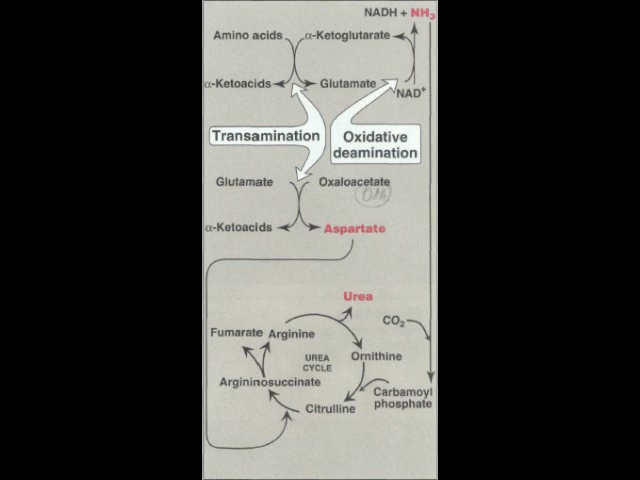 NADH + NH3
Amino acids
α-Ketoglutarate
α-Ketoacids
Glutamate
NAD+
Transamination
Oxidative
deamination
Glutamate
Oxaloacetate
OAA
α-Ketoacids
Aspartate
Urea
CO2
Fumarate
Arginine
UREA
CYCLE
Ornithine
Argininosuccinate
Carbamoyl
phosphate
Citrulline